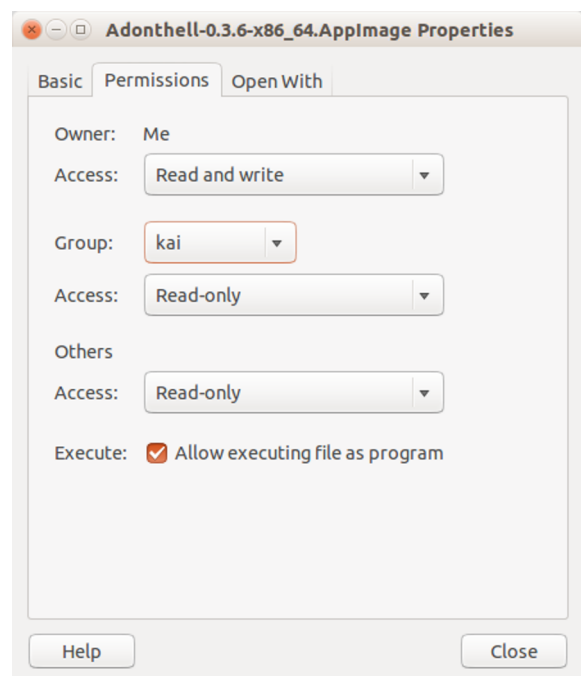 Adonthell-0.3.6-x86_64.AppImage Properties
Basic Permissions Open With
Owner: Me
Access: Read and write
Group: kai
Access: Read-only
Others
Access: Read-only
Execute: Allow executing file as program
Help Close